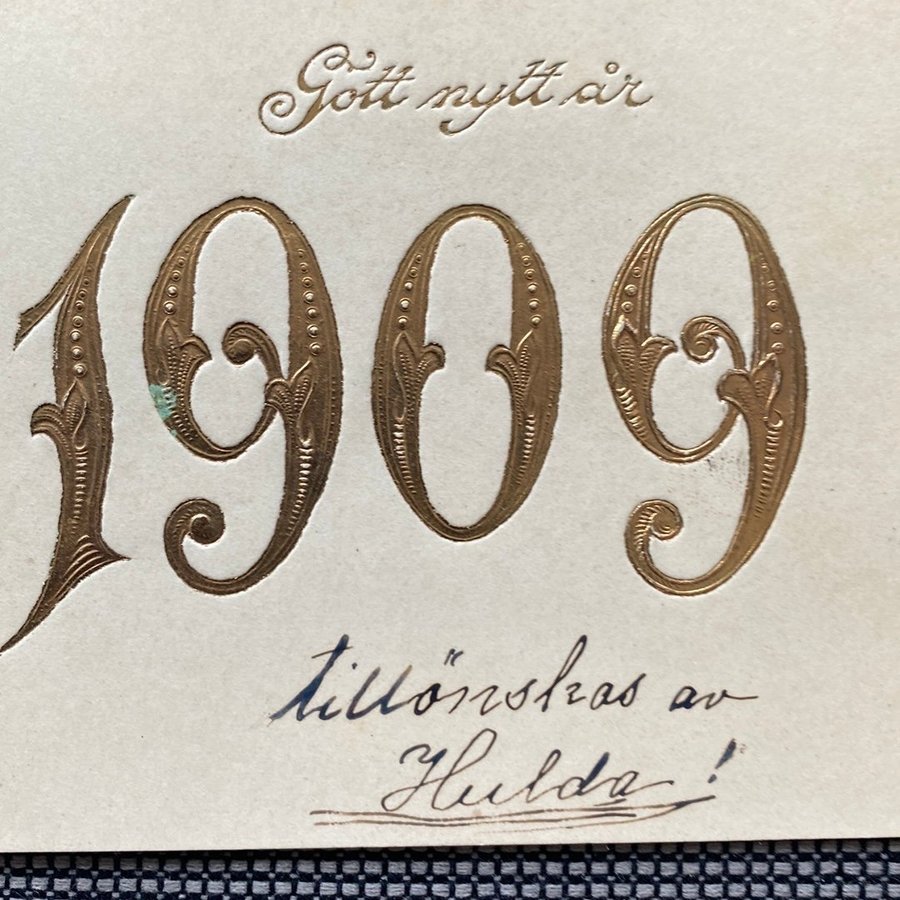 Gott nytt år
1909
tillönskas av
Hulda!